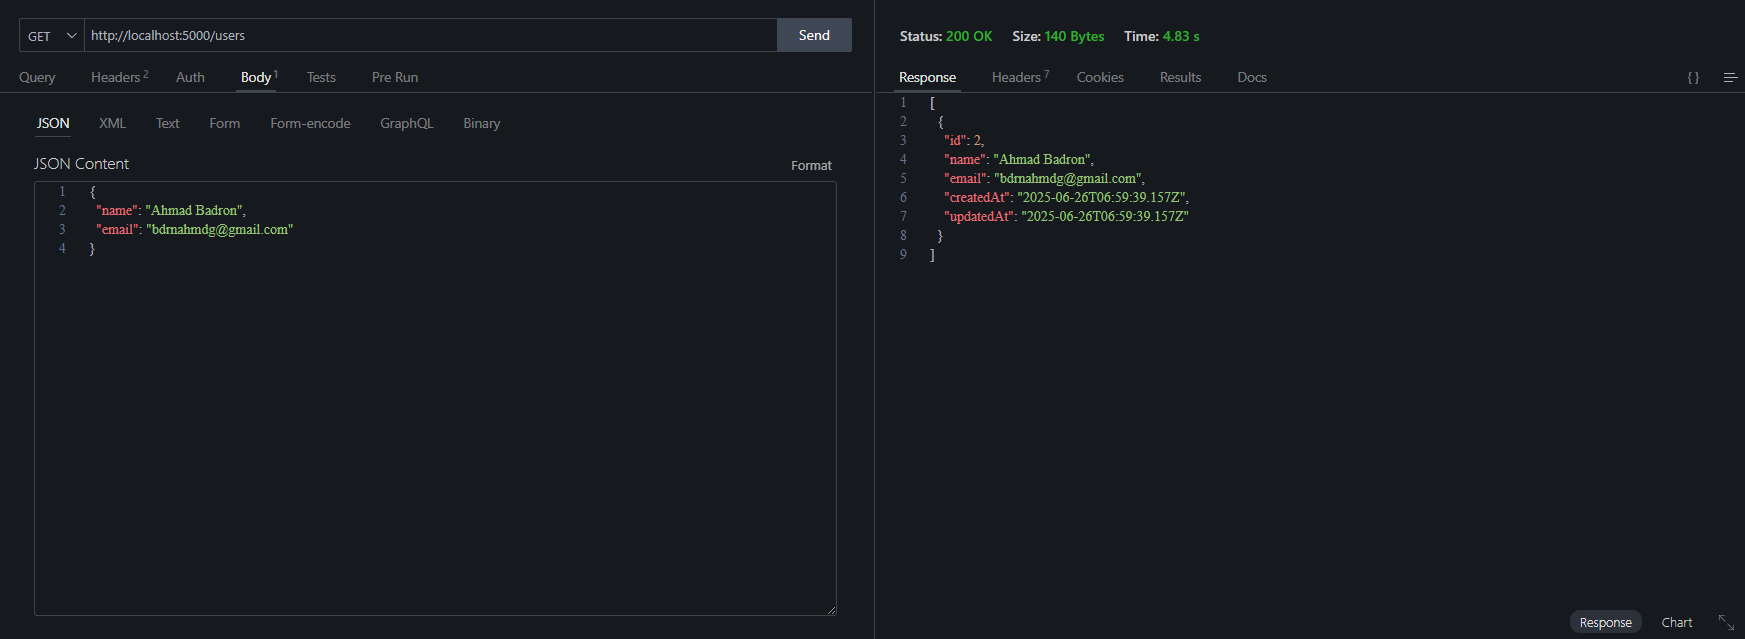 GET http://localhost:5000/users Send
Query Headers 2 Auth Body 1 Tests Pre Run
JSON XML Text Form Form-encode GraphQL Binary
JSON Content Format
1 {
2 "name": "Ahmad Badron",
3 "email": "bdrnahmdg@gmail.com"
4 }
Status: 200 OK Size: 140 Bytes Time: 4.83 s
Response Headers 7 Cookies Results Docs { }
1 [
2 {
3 "id": 2,
4 "name": "Ahmad Badron",
5 "email": "bdrnahmdg@gmail.com",
6 "createdAt": "2025-06-26T06:59:39.157Z",
7 "updatedAt": "2025-06-26T06:59:39.157Z"
8 }
9 ]
Response Chart